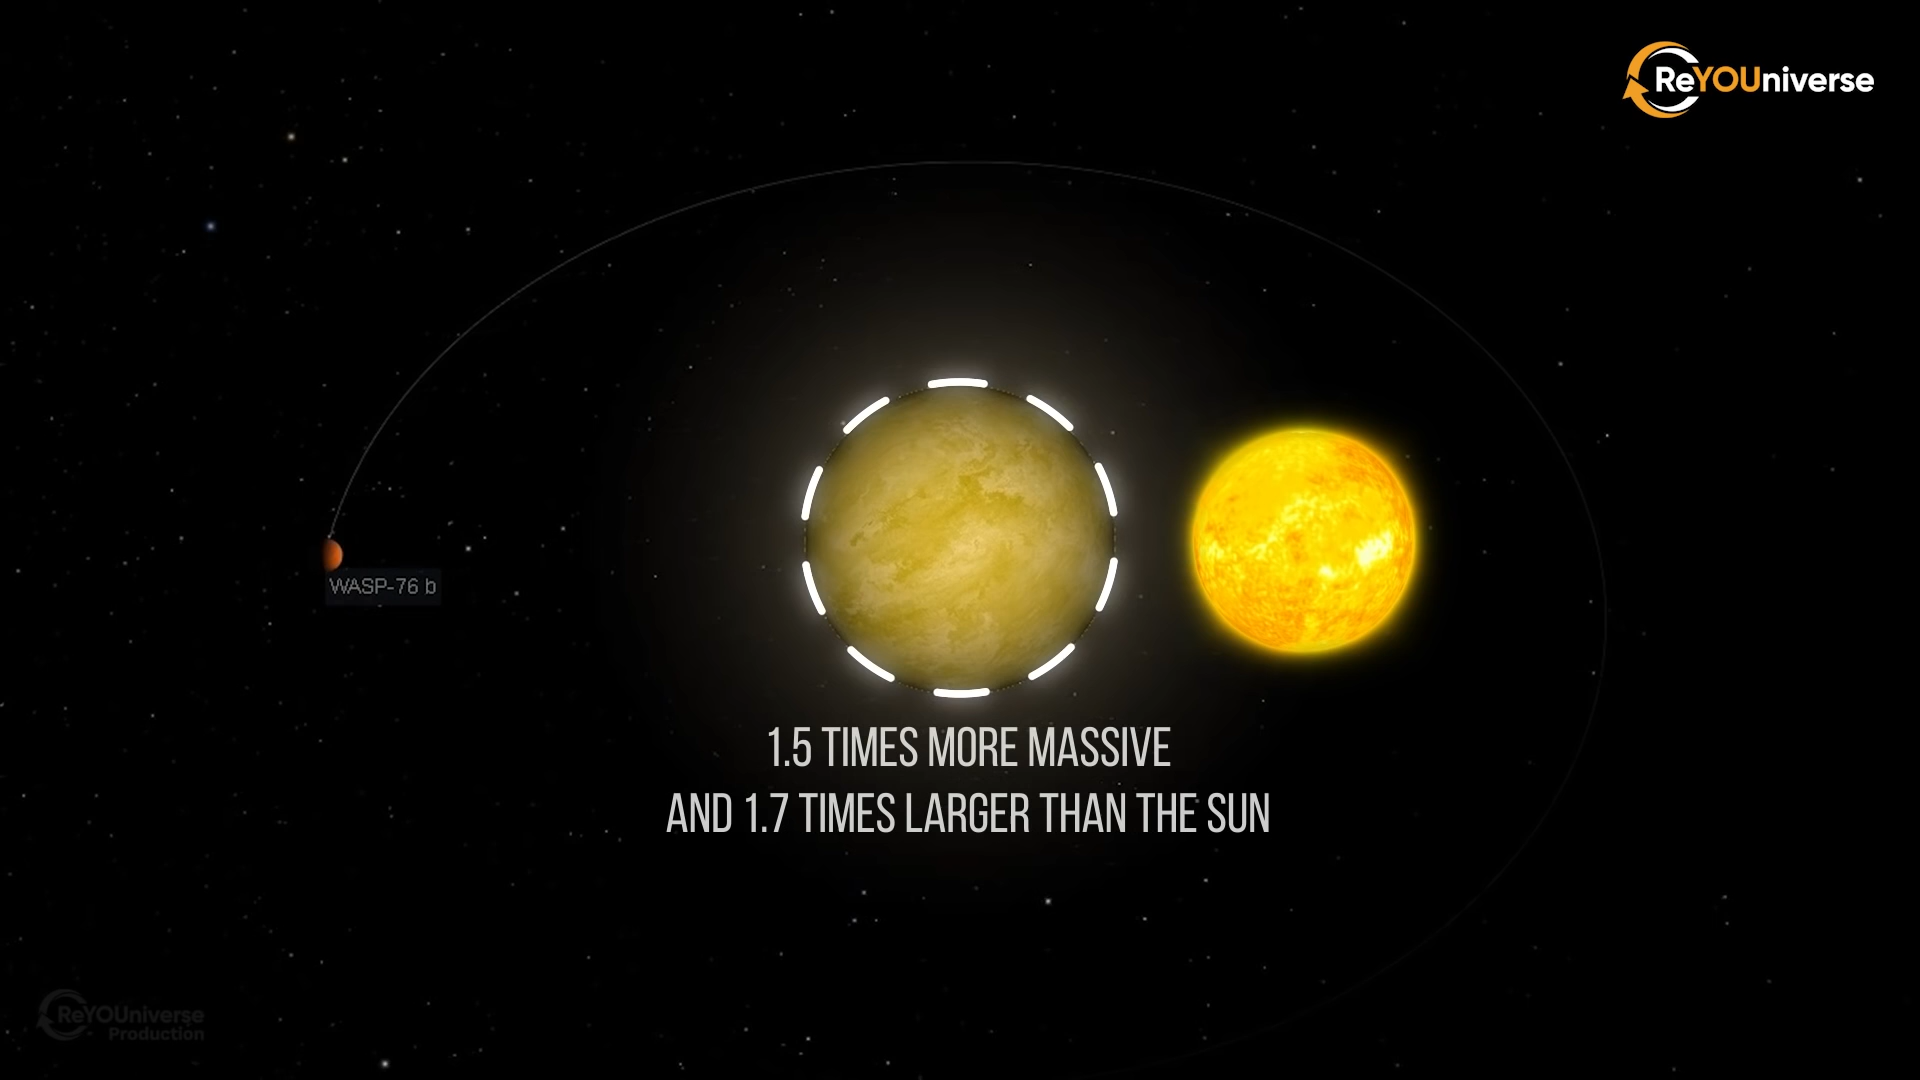 ReYOUniverse
WASP-76 b
1.5 TIMES MORE MASSIVE
AND 1.7 TIMES LARGER THAN THE SUN
ReYOUniverse
Production